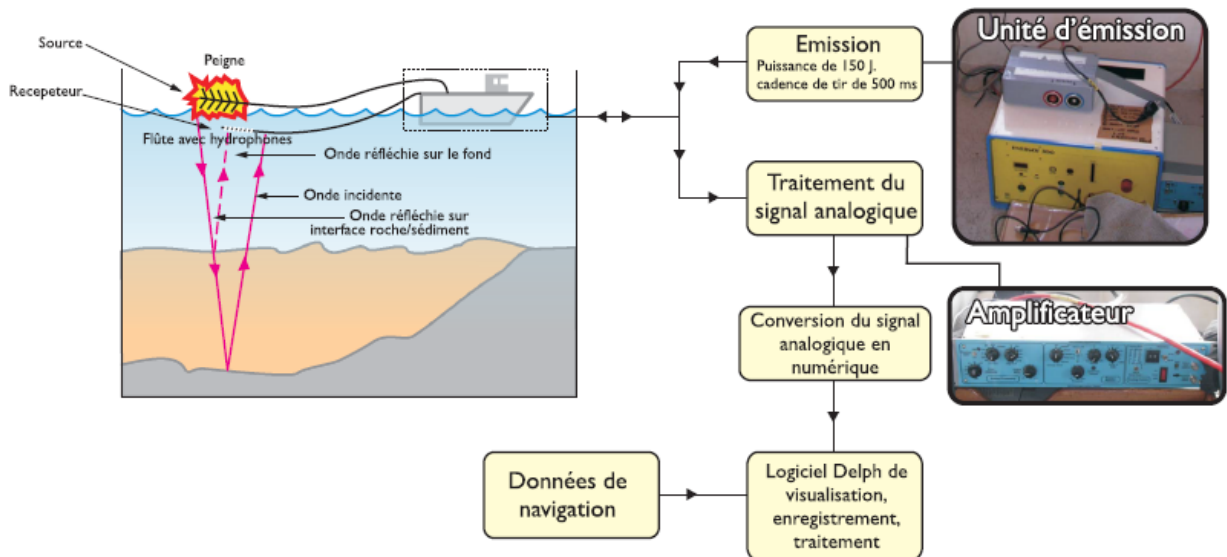 Source
Peigne
Recepeteur
Flûte avec hydrophones
Onde réfléchie sur le fond
Onde incidente
Onde réfléchie sur
interface roche/sédiment
Emission
Puissance de 150 J.
cadence de tir de 500 ms
Unité d'émission
Traitement du
signal analogique
Amplificateur
Conversion du signal
analogique en
numérique
Données de
navigation
Logiciel Delph de
visualisation,
enregistrement,
traitement